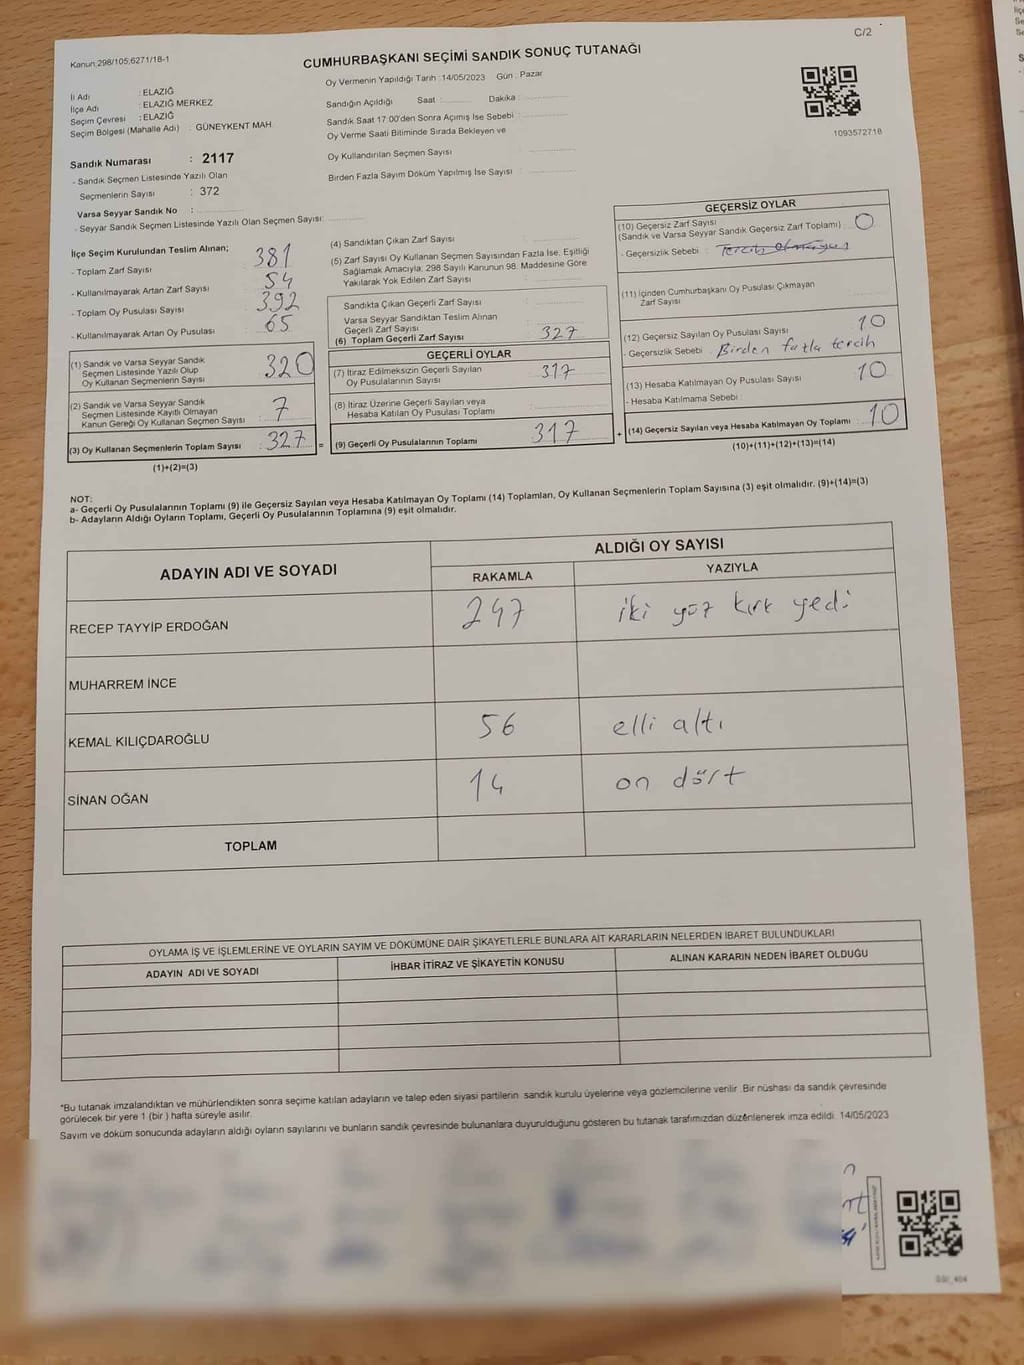 C/2
Kanun,298/105;6271/18-1
CUMHURBAŞKANI SEÇİMİ SANDIK SONUÇ TUTANAĞI
Oy Vermenin Yapıldığı Tarih :14/05/2023 Gün : Pazar
İl Adı : ELAZIĞ
İlçe Adı : ELAZIĞ MERKEZ
Seçim Çevresi : ELAZIĞ
Seçim Bölgesi (Mahalle Adı) : GÜNEYKENT MAH
Sandığın Açıldığı Saat : Dakika :
Sandık Saat 17:00'den Sonra Açımış İse Sebebi :
Oy Verme Saati Bitiminde Sırada Bekleyen ve
Oy Kullandırılan Seçmen Sayısı
Birden Fazla Sayım Döküm Yapılmış İse Sayısı
1093572718
Sandık Numarası : 2117
- Sandık Seçmen Listesinde Yazılı Olan
Seçmenlerin Sayısı : 372
Varsa Seyyar Sandık No :
- Seyyar Sandık Seçmen Listesinde Yazılı Olan Seçmen Sayısı:
İlçe Seçim Kurulundan Teslim Alınan;
- Toplam Zarf Sayısı 381
- Kullanılmayarak Artan Zarf Sayısı 54
- Toplam Oy Pusulası Sayısı 392
- Kullanılmayarak Artan Oy Pusulası 65
(1) Sandık ve Varsa Seyyar Sandık
Seçmen Listesinde Yazılı Olup
Oy Kullanan Seçmenlerin Sayısı 320
(2) Sandık ve Varsa Seyyar Sandık
Seçmen Listesinde Kayıtlı Olmayan
Kanun Gereği Oy Kullanan Seçmen Sayısı : 7
(3) Oy Kullanan Seçmenlerin Toplam Sayısı : 327 =
(1)+(2)=(3)
(4) Sandıktan Çıkan Zarf Sayısı
(5) Zarf Sayısı Oy Kullanan Seçmen Sayısından Fazla İse, Eşitliği
Sağlamak Amacıyla; 298 Sayılı Kanunun 98. Maddesine Göre
Yakılarak Yok Edilen Zarf Sayısı
Sandıkta Çıkan Geçerli Zarf Sayısı
Varsa Seyyar Sandıktan Teslim Alınan
Geçerli Zarf Sayısı
(6) Toplam Geçerli Zarf Sayısı : 327
GEÇERLİ OYLAR
(7) İtiraz Edilmeksizin Geçerli Sayılan
Oy Pusulalarının Sayısı 317
(8) İtiraz Üzerine Geçerli Sayılan veya
Hesaba Katılan Oy Pusulası Toplamı
(9) Geçerli Oy Pusulalarının Toplamı 317 +
GEÇERSİZ OYLAR
(10) Geçersiz Zarf Sayısı
(Sandık ve Varsa Seyyar Sandık Geçersiz Zarf Toplamı) : 0
- Geçersizlik Sebebi :
(11) İçinden Cumhurbaşkanı Oy Pusulası Çıkmayan
Zarf Sayısı
(12) Geçersiz Sayılan Oy Pusulası Sayısı 10
- Geçersizlik Sebebi : Birden fazla tercih
(13) Hesaba Katılmayan Oy Pusulası Sayısı 10
- Hesaba Katılmama Sebebi :
(14) Geçersiz Sayılan veya Hesaba Katılmayan Oy Toplamı : 10
(10)+(11)+(12)+(13)=(14)
NOT:
a- Geçerli Oy Pusulalarının Toplamı (9) ile Geçersiz Sayılan veya Hesaba Katılmayan Oy Toplamı (14) Toplamları, Oy Kullanan Seçmenlerin Toplam Sayısına (3) eşit olmalıdır. (9)+(14)=(3)
b- Adayların Aldığı Oyların Toplamı, Geçerli Oy Pusulalarının Toplamına (9) eşit olmalıdır.
ADAYIN ADI VE SOYADI ALDIĞI OY SAYISI
RAKAMLA YAZIYLA
RECEP TAYYİP ERDOĞAN 247 iki yüz kırk yedi
MUHARREM İNCE
KEMAL KILIÇDAROĞLU 56 elli altı
SİNAN OĞAN 14 on dört
TOPLAM
OYLAMA İŞ VE İŞLEMLERİNE VE OYLARIN SAYIM VE DÖKÜMÜNE DAİR ŞİKAYETLERLE BUNLARA AİT KARARLARIN NELERDEN İBARET BULUNDUKLARI
ADAYIN ADI VE SOYADI İHBAR İTİRAZ VE ŞİKAYETİN KONUSU ALINAN KARARIN NEDEN İBARET OLDUĞU
*Bu tutanak imzalandıktan ve mühürlendikten sonra seçime katılan adayların ve talep eden siyasi partilerin sandık kurulu üyelerine veya gözlemcilerine verilir. Bir nüshası da sandık çevresinde
görülecek bir yere 1 (bir ) hafta süreyle asılır.
Sayım ve döküm sonucunda adayların aldığı oyların sayılarını ve bunların sandık çevresinde bulunanlara duyurulduğunu gösteren bu tutanak tarafımızdan düzenlenerek imza edildi. 14/05/2023